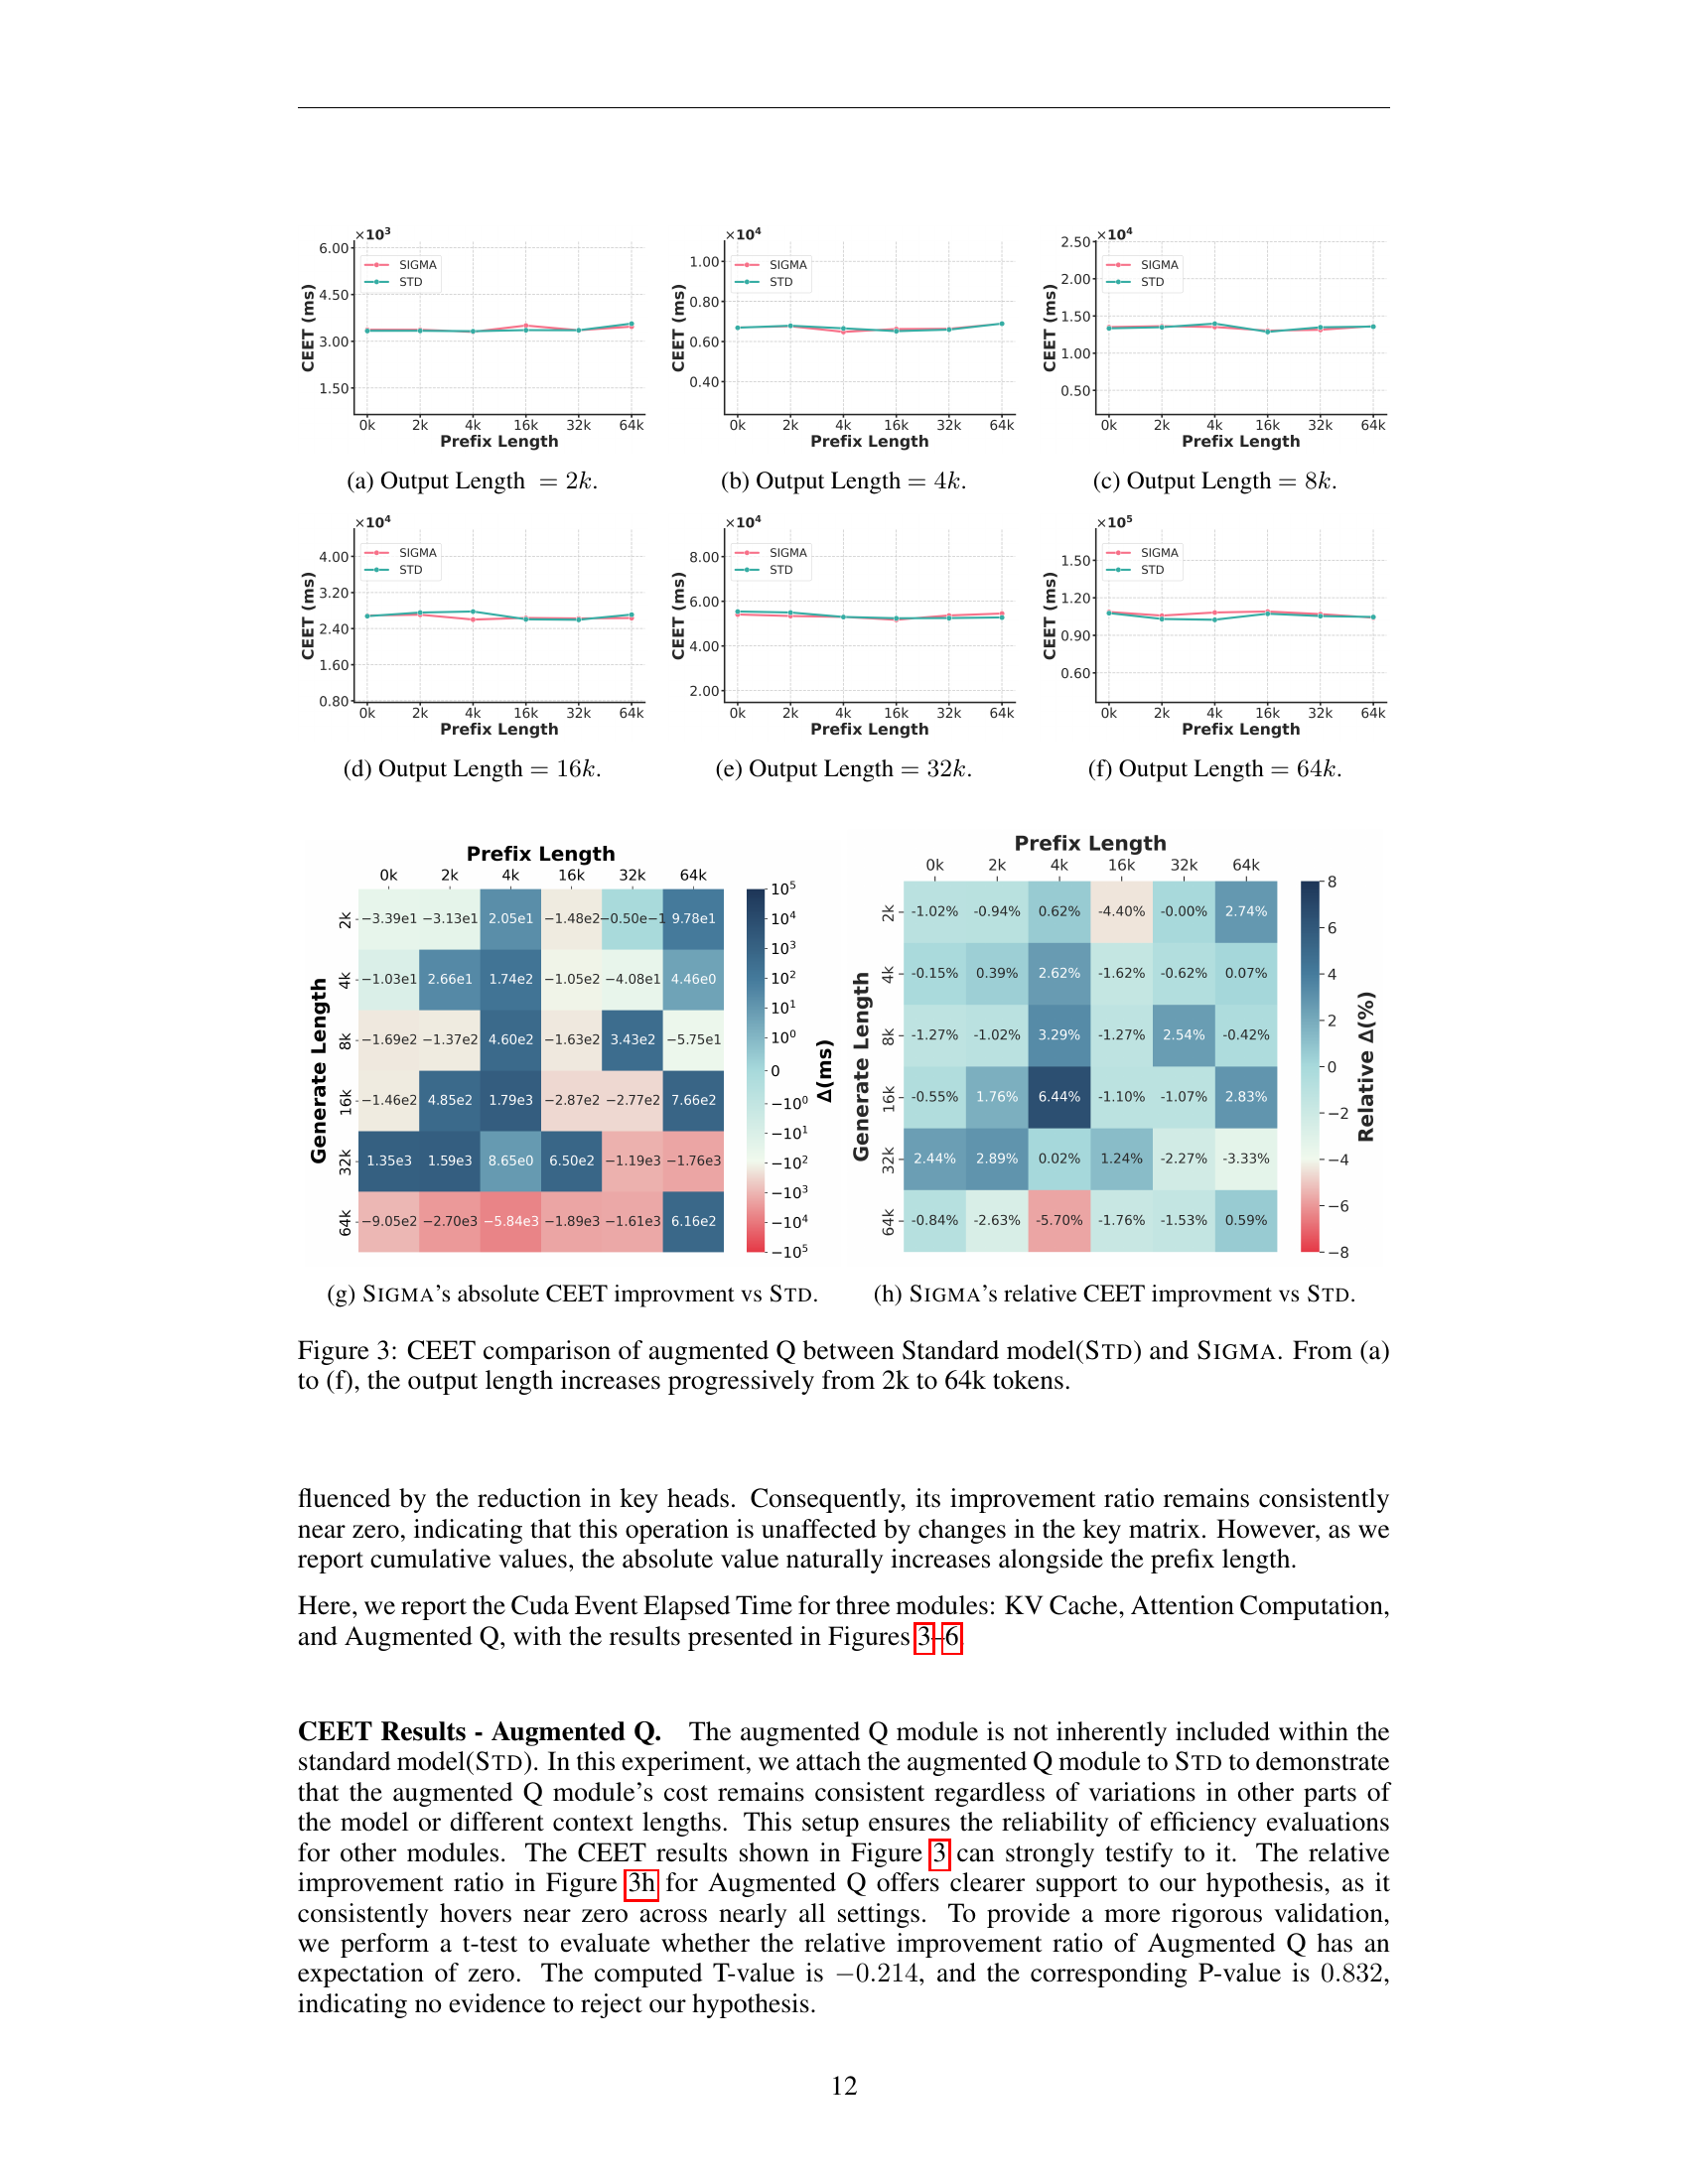 ×10³
6.00
4.50
3.00
1.50
CEET (ms)
SIGMA
STD
0k 2k 4k 16k 32k 64k
Prefix Length
(a) Output Length = 2k.
×10⁴
1.00
0.80
0.60
0.40
CEET (ms)
SIGMA
STD
0k 2k 4k 16k 32k 64k
Prefix Length
(b) Output Length = 4k.
×10⁴
2.50
2.00
1.50
1.00
0.50
CEET (ms)
SIGMA
STD
0k 2k 4k 16k 32k 64k
Prefix Length
(c) Output Length = 8k.
×10⁴
4.00
3.20
2.40
1.60
0.80
CEET (ms)
SIGMA
STD
0k 2k 4k 16k 32k 64k
Prefix Length
(d) Output Length = 16k.
×10⁴
8.00
6.00
4.00
2.00
CEET (ms)
SIGMA
STD
0k 2k 4k 16k 32k 64k
Prefix Length
(e) Output Length = 32k.
×10⁵
1.50
1.20
0.90
0.60
CEET (ms)
SIGMA
STD
0k 2k 4k 16k 32k 64k
Prefix Length
(f) Output Length = 64k.
Prefix Length
0k 2k 4k 16k 32k 64k
Generate Length
2k −3.39e1 −3.13e1 2.05e1 −1.48e2 −0.50e−1 9.78e1
4k −1.03e1 2.66e1 1.74e2 −1.05e2 −4.08e1 4.46e0
8k −1.69e2 −1.37e2 4.60e2 −1.63e2 3.43e2 −5.75e1
16k −1.46e2 4.85e2 1.79e3 −2.87e2 −2.77e2 7.66e2
32k 1.35e3 1.59e3 8.65e0 6.50e2 −1.19e3 −1.76e3
64k −9.05e2 −2.70e3 −5.84e3 −1.89e3 −1.61e3 6.16e2
10⁵
10⁴
10³
10²
10¹
10⁰
0
−10⁰
−10¹
−10²
−10³
−10⁴
−10⁵
Δ(ms)
(g) SIGMA's absolute CEET improvment vs STD.
Prefix Length
0k 2k 4k 16k 32k 64k
Generate Length
2k -1.02% -0.94% 0.62% -4.40% -0.00% 2.74%
4k -0.15% 0.39% 2.62% -1.62% -0.62% 0.07%
8k -1.27% -1.02% 3.29% -1.27% 2.54% -0.42%
16k -0.55% 1.76% 6.44% -1.10% -1.07% 2.83%
32k 2.44% 2.89% 0.02% 1.24% -2.27% -3.33%
64k -0.84% -2.63% -5.70% -1.76% -1.53% 0.59%
8
6
4
2
0
−2
−4
−6
−8
Relative Δ(%)
(h) SIGMA's relative CEET improvment vs STD.
Figure 3: CEET comparison of augmented Q between Standard model(STD) and SIGMA. From (a)
to (f), the output length increases progressively from 2k to 64k tokens.
fluenced by the reduction in key heads. Consequently, its improvement ratio remains consistently
near zero, indicating that this operation is unaffected by changes in the key matrix. However, as we
report cumulative values, the absolute value naturally increases alongside the prefix length.
Here, we report the Cuda Event Elapsed Time for three modules: KV Cache, Attention Computation,
and Augmented Q, with the results presented in Figures 3–6.
CEET Results - Augmented Q. The augmented Q module is not inherently included within the
standard model(STD). In this experiment, we attach the augmented Q module to STD to demonstrate
that the augmented Q module's cost remains consistent regardless of variations in other parts of
the model or different context lengths. This setup ensures the reliability of efficiency evaluations
for other modules. The CEET results shown in Figure 3 can strongly testify to it. The relative
improvement ratio in Figure 3h for Augmented Q offers clearer support to our hypothesis, as it
consistently hovers near zero across nearly all settings. To provide a more rigorous validation,
we perform a t-test to evaluate whether the relative improvement ratio of Augmented Q has an
expectation of zero. The computed T-value is −0.214, and the corresponding P-value is 0.832,
indicating no evidence to reject our hypothesis.
12